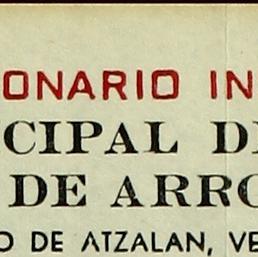 ONARIO IN
CIPAL D
DE ARRO
O DE ATZALAN, VE